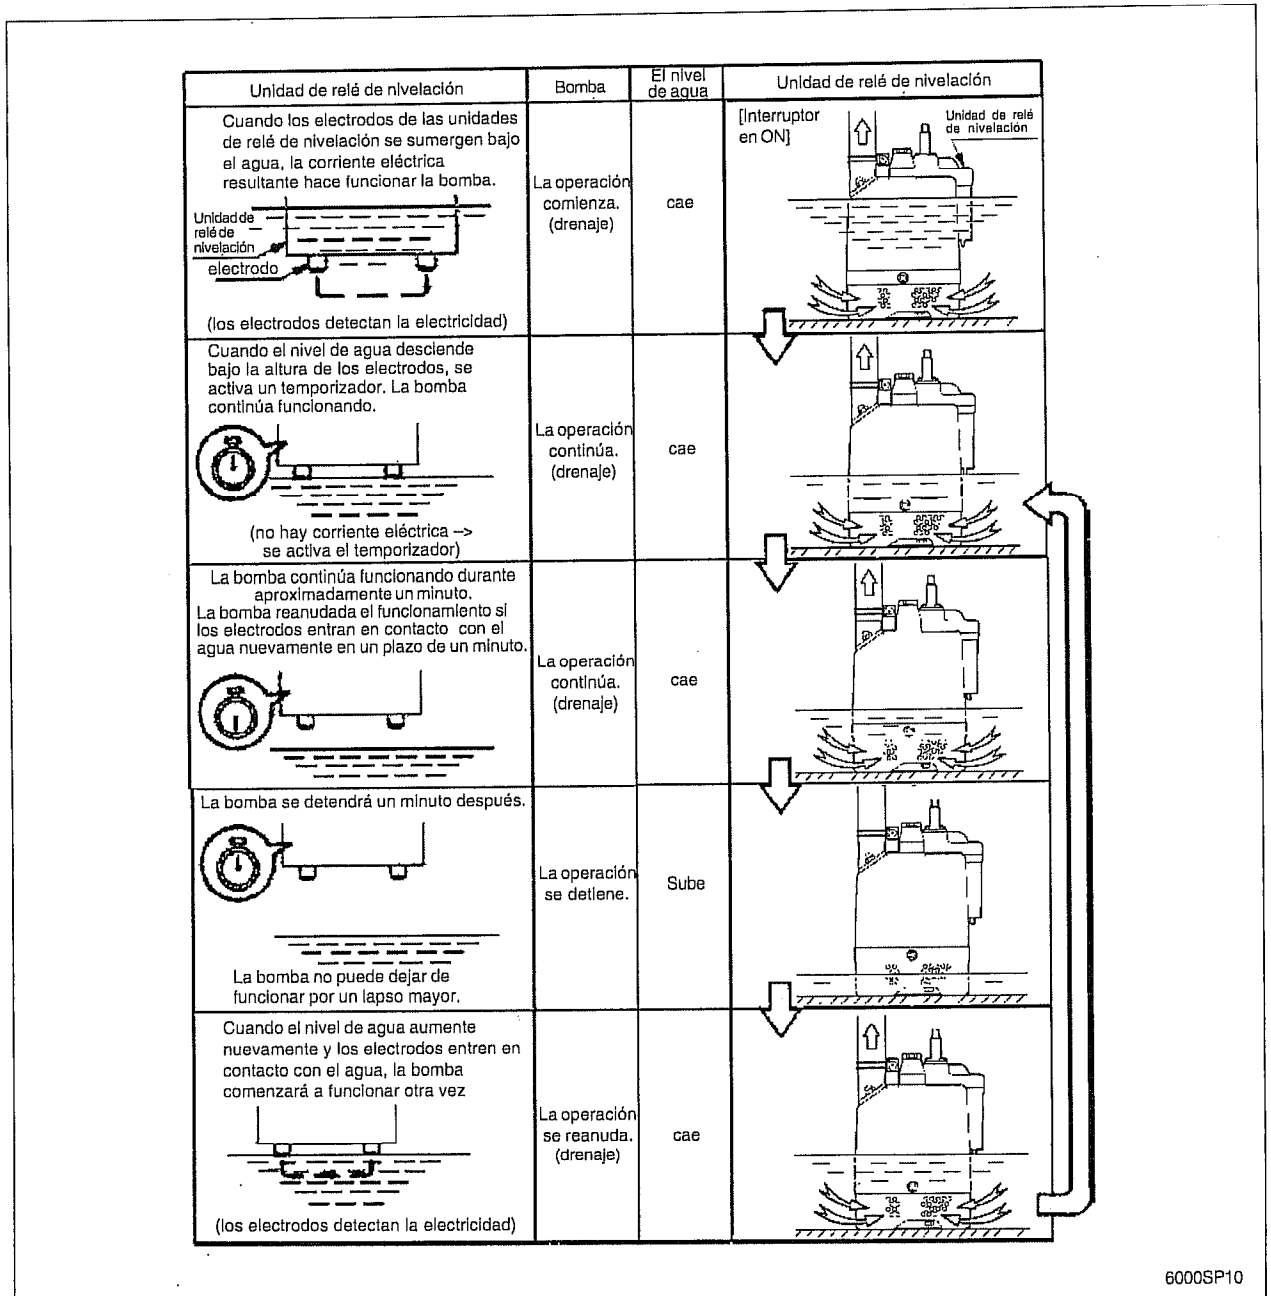 Unidad de relé de nivelación
Bomba
El nivel
de agua
Unidad de relé de nivelación
Cuando los electrodos de las unidades
de relé de nivelación se sumergen bajo
el agua, la corriente eléctrica
resultante hace funcionar la bomba.
Unidad de
relé de
nivelación
electrodo
(los electrodos detectan la electricidad)
La operación
comienza.
(drenaje)
cae
[Interruptor
en ON]
Unidad de relé
de nivelación
Cuando el nivel de agua desciende
bajo la altura de los electrodos, se
activa un temporizador. La bomba
continúa funcionando.
(no hay corriente eléctrica -->
se activa el temporizador)
La operación
continúa.
(drenaje)
cae
La bomba continúa funcionando durante
aproximadamente un minuto.
La bomba reanudada el funcionamiento si
los electrodos entran en contacto con el
agua nuevamente en un plazo de un minuto.
La operación
continúa.
(drenaje)
cae
La bomba se detendrá un minuto después.
La bomba no puede dejar de
funcionar por un lapso mayor.
La operación
se detiene.
Sube
Cuando el nivel de agua aumente
nuevamente y los electrodos entren en
contacto con el agua, la bomba
comenzará a funcionar otra vez
(los electrodos detectan la electricidad)
La operación
se reanuda.
(drenaje)
cae
6000SP10